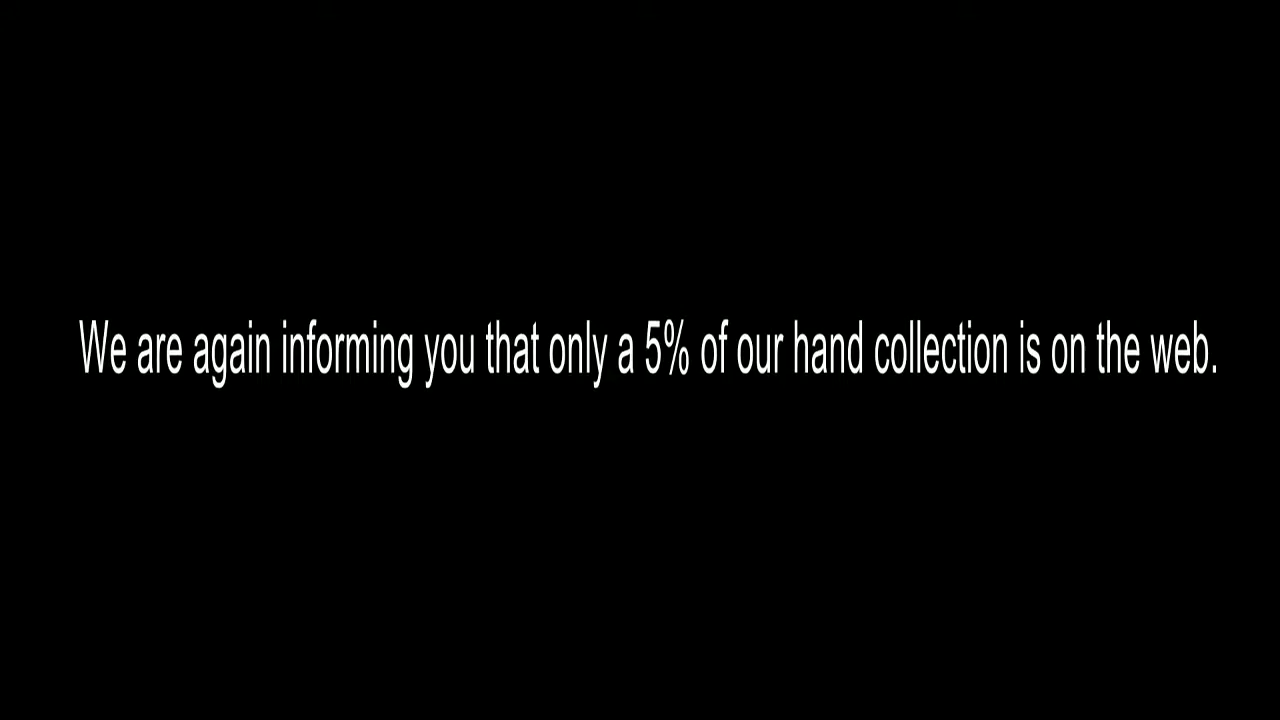 We are again informing you that only a 5% of our hand collection is on the web.